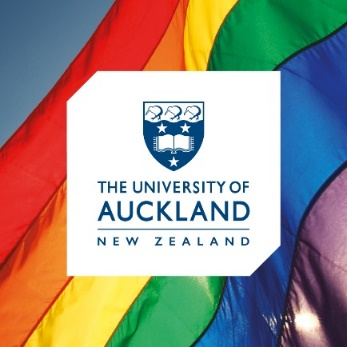 THE UNIVERSITY OF
AUCKLAND
NEW ZEALAND